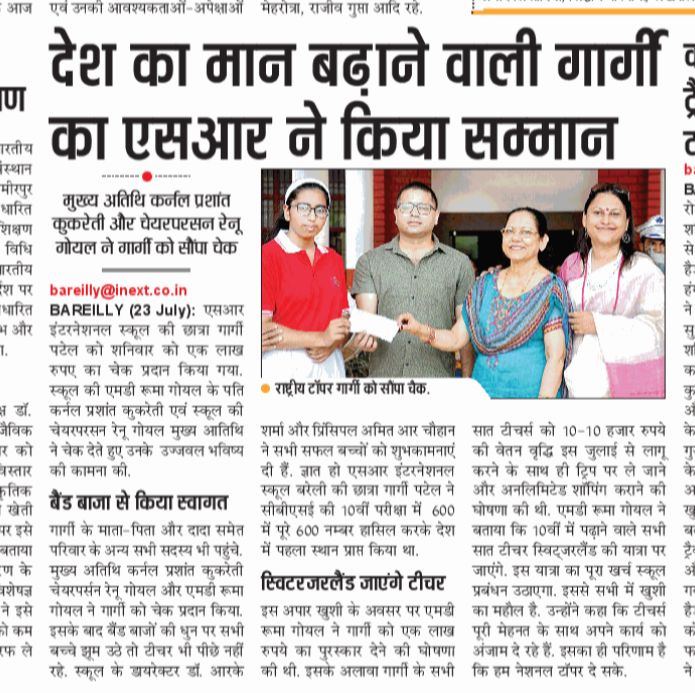 एवं उनकी आवश्यकताओं-अपेक्षाओं
मेहरोत्रा, राजीव गुप्ता आदि रहे.
देश का मान बढ़ाने वाली गार्गी
का एसआर ने किया सम्मान
मुख्य अतिथि कर्नल प्रशांत
कुकरेती और चेयरपरसन रेनू
गोयल ने गार्गी को सौंपा चेक
bareilly@inext.co.in
BAREILLY (23 July): एसआर
इंटरनेशनल स्कूल की छात्रा गार्गी
पटेल को शनिवार को एक लाख
रुपए का चेक प्रदान किया गया.
स्कूल की एमडी रूमा गोयल के पति
कर्नल प्रशांत कुकरेती एवं स्कूल की
चेयरपरसन रेनू गोयल मुख्य आतिथि
ने चेक देते हुए उनके उज्जवल भविष्य
की कामना की.
बैंड बाजा से किया स्वागत
गार्गी के माता-पिता और दादा समेत
परिवार के अन्य सभी सदस्य भी पहुंचे.
मुख्य अतिथि कर्नल प्रशांत कुकरेती
चेयरपर्सन रेनू गोयल और एमडी रूमा
गोयल ने गार्गी को चेक प्रदान किया.
इसके बाद बैंड बाजों की धुन पर सभी
बच्चे झूम उठे तो टीचर भी पीछे नहीं
रहे. स्कूल के डायरेक्टर डॉ. आरके
राष्ट्रीय टॉपर गार्गी को सौंपा चैक.
शर्मा और प्रिंसिपल अमित आर चौहान
ने सभी सफल बच्चों को शुभकामनाएं
दी हैं. ज्ञात हो एसआर इंटरनेशनल
स्कूल बरेली की छात्रा गार्गी पटेल ने
सीबीएसई की 10वीं परीक्षा में 600
में पूरे 600 नम्बर हासिल करके देश
में पहला स्थान प्राप्त किया था.
स्विटरजरलैंड जाएंगे टीचर
इस अपार खुशी के अवसर पर एमडी
रूमा गोयल ने गार्गी को एक लाख
रुपये का पुरस्कार देने की घोषणा
की थी. इसके अलावा गार्गी के सभी
सात टीचर्स को 10-10 हजार रुपये
की वेतन वृद्धि इस जुलाई से लागू
करने के साथ ही ट्रिप पर ले जाने
और अनलिमिटेड शॉपिंग कराने की
घोषणा की थी. एमडी रूमा गोयल ने
बताया कि 10वीं में पढ़ाने वाले सभी
सात टीचर स्विट्जरलैंड की यात्रा पर
जाएंगे. इस यात्रा का पूरा खर्च स्कूल
प्रबंधन उठाएगा. इससे सभी में खुशी
का महौल है. उन्होंने कहा कि टीचर्स
पूरी मेहनत के साथ अपने कार्य को
अंजाम दे रहे हैं. इसका ही परिणाम है
कि हम नेशनल टॉपर दे सके.